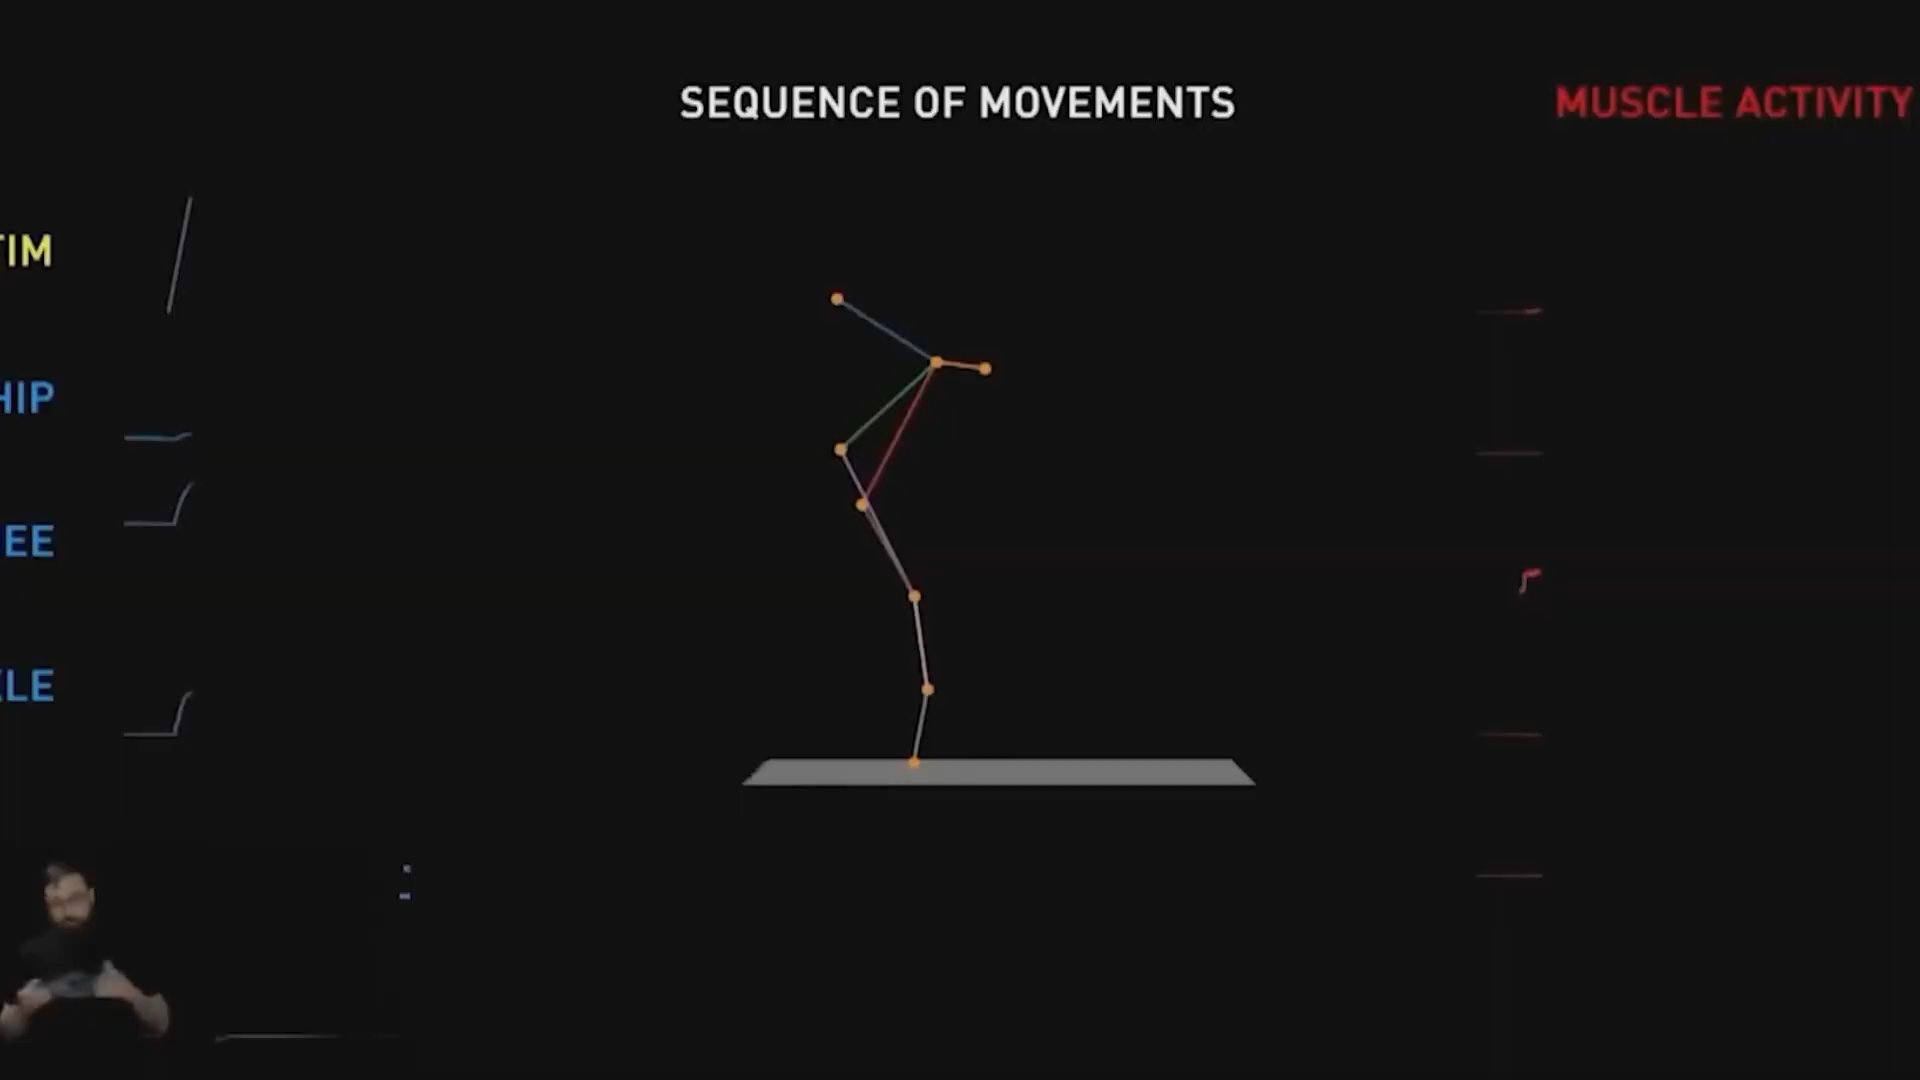 SEQUENCE OF MOVEMENTS
MUSCLE ACTIVITY
TIM
HIP
EE
LE